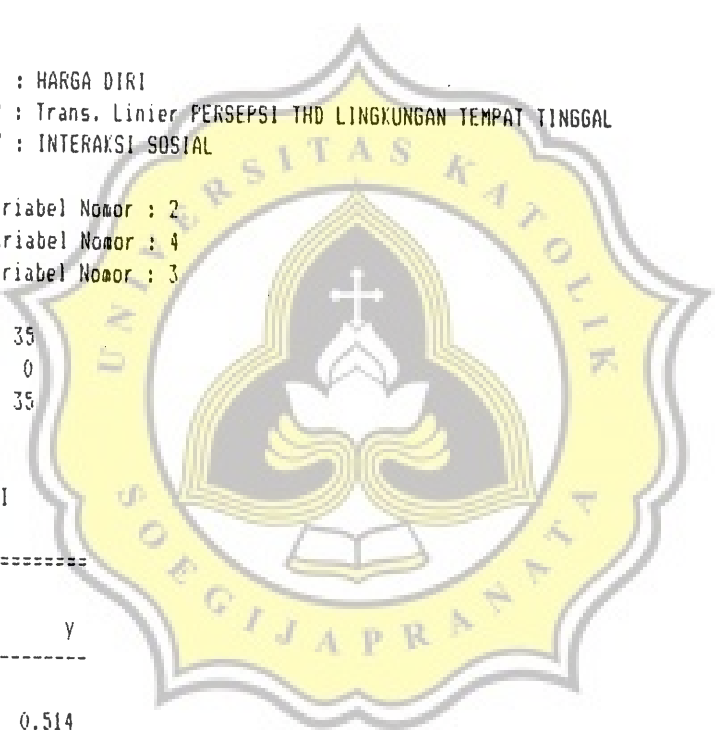 : HARGA DIRI
: Trans. Linier PERSEPSI THD LINGKUNGAN TEMPAT TINGGAL
: INTERAKSI SOSIAL
riabel Nomor : 2
riabel Nomor : 4
riabel Nomor : 3
35
0
35
I
========
y
--------
0.514
UNIVERSITAS KATOLIK
SOEGIJAPRANATA